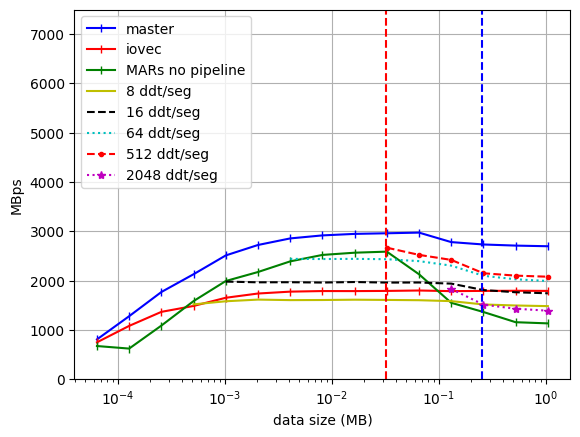 master
iovec
MARs no pipeline
8 ddt/seg
16 ddt/seg
64 ddt/seg
512 ddt/seg
2048 ddt/seg
7000
6000
5000
4000
3000
2000
1000
0
MBps
10⁻⁴
10⁻³
10⁻²
10⁻¹
10⁰
data size (MB)